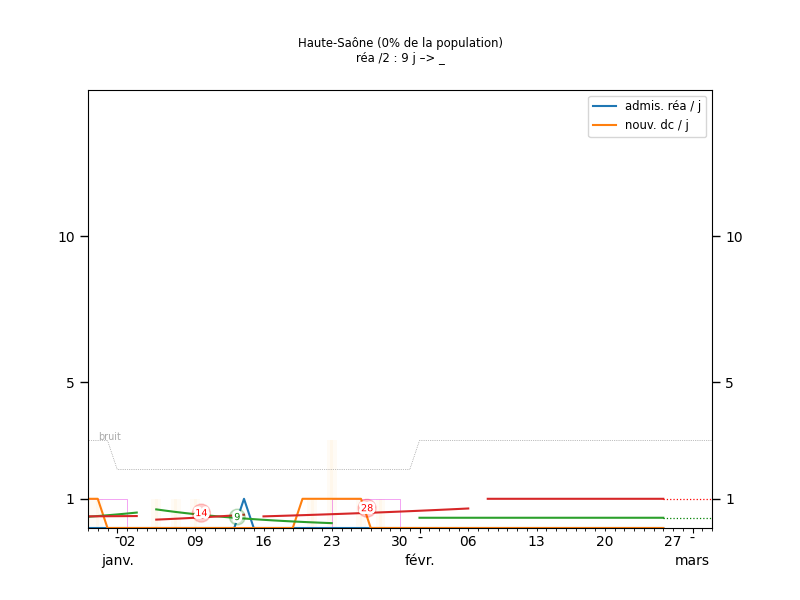 Haute-Saône (0% de la population)
réa /2 : 9 j –> _
admis. réa / j
nouv. dc / j
10
10
5
5
bruit
1
1
14
9
28
02
09
16
23
30
06
13
20
27
janv.
févr.
mars